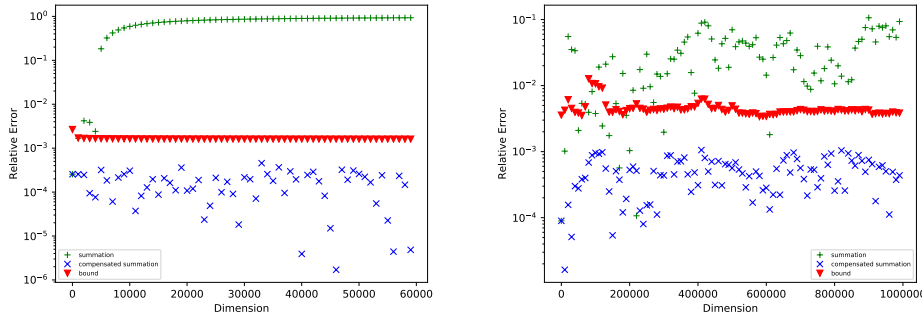 10⁰
10⁻¹
10⁻²
10⁻³
10⁻⁴
10⁻⁵
10⁻⁶
Relative Error
summation
compensated summation
bound
0 10000 20000 30000 40000 50000 60000
Dimension
10⁻¹
10⁻²
10⁻³
10⁻⁴
Relative Error
summation
compensated summation
bound
0 200000 400000 600000 800000 1000000
Dimension